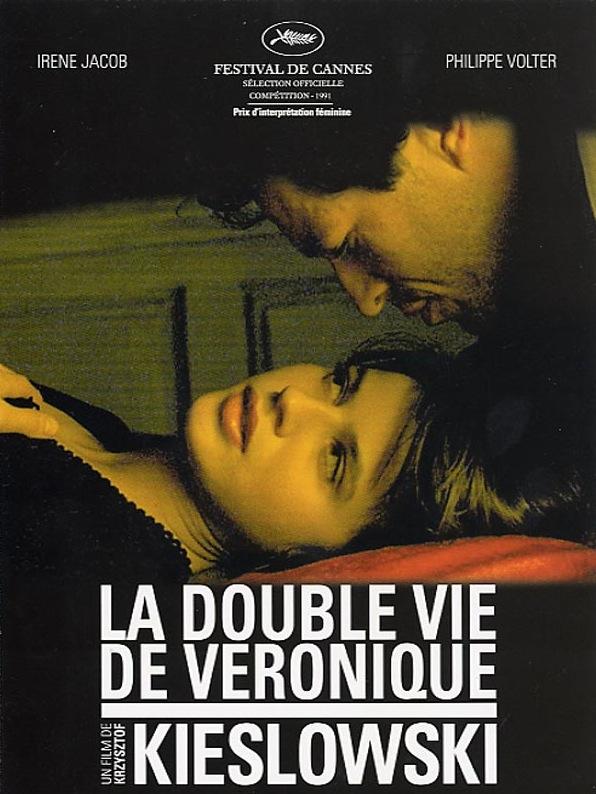 IRENE JACOB
FESTIVAL DE CANNES
SÉLECTION OFFICIELLE
COMPÉTITION - 1991
Prix d'interprétation féminine
PHILIPPE VOLTER
LA DOUBLE VIE
DE VERONIQUE
UN FILM DE
KRZYSZTOF
KIESLOWSKI